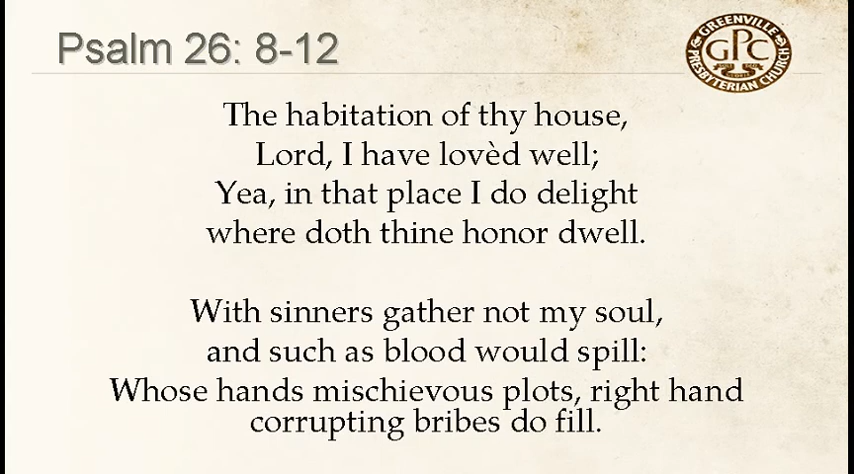 Psalm 26: 8-12
GREENVILLE
GPC
PRESBYTERIAN CHURCH
The habitation of thy house,
Lord, I have lovèd well;
Yea, in that place I do delight
where doth thine honor dwell.
With sinners gather not my soul,
and such as blood would spill:
Whose hands mischievous plots, right hand
corrupting bribes do fill.